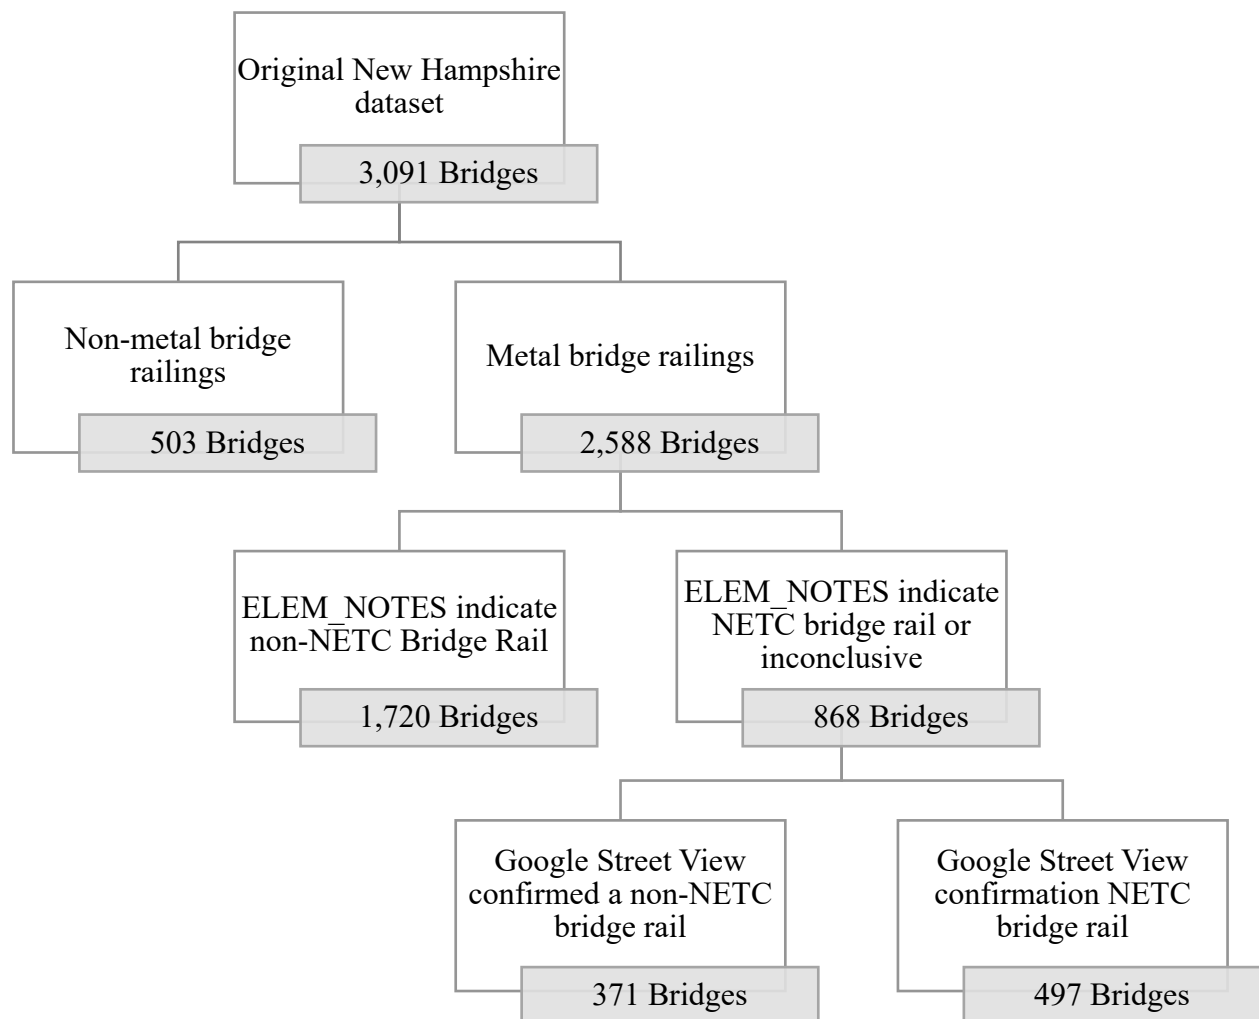 Original New Hampshire
dataset
3,091 Bridges
Non-metal bridge
railings
503 Bridges
Metal bridge railings
2,588 Bridges
ELEM_NOTES indicate
non-NETC Bridge Rail
1,720 Bridges
ELEM_NOTES indicate
NETC bridge rail or
inconclusive
868 Bridges
Google Street View
confirmed a non-NETC
bridge rail
371 Bridges
Google Street View
confirmation NETC
bridge rail
497 Bridges